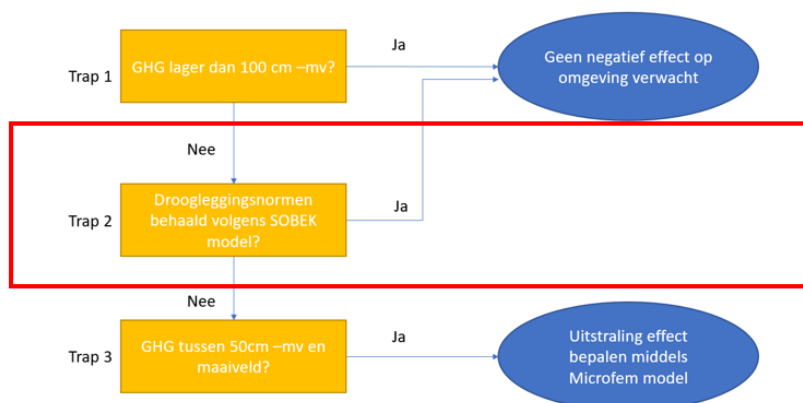 Trap 1
GHG lager dan 100 cm –mv?
Ja
Geen negatief effect op
omgeving verwacht
Nee
Trap 2
Droogleggingsnormen
behaald volgens SOBEK
model?
Ja
Nee
Trap 3
GHG tussen 50cm –mv en
maaiveld?
Ja
Uitstraling effect
bepalen middels
Microfem model